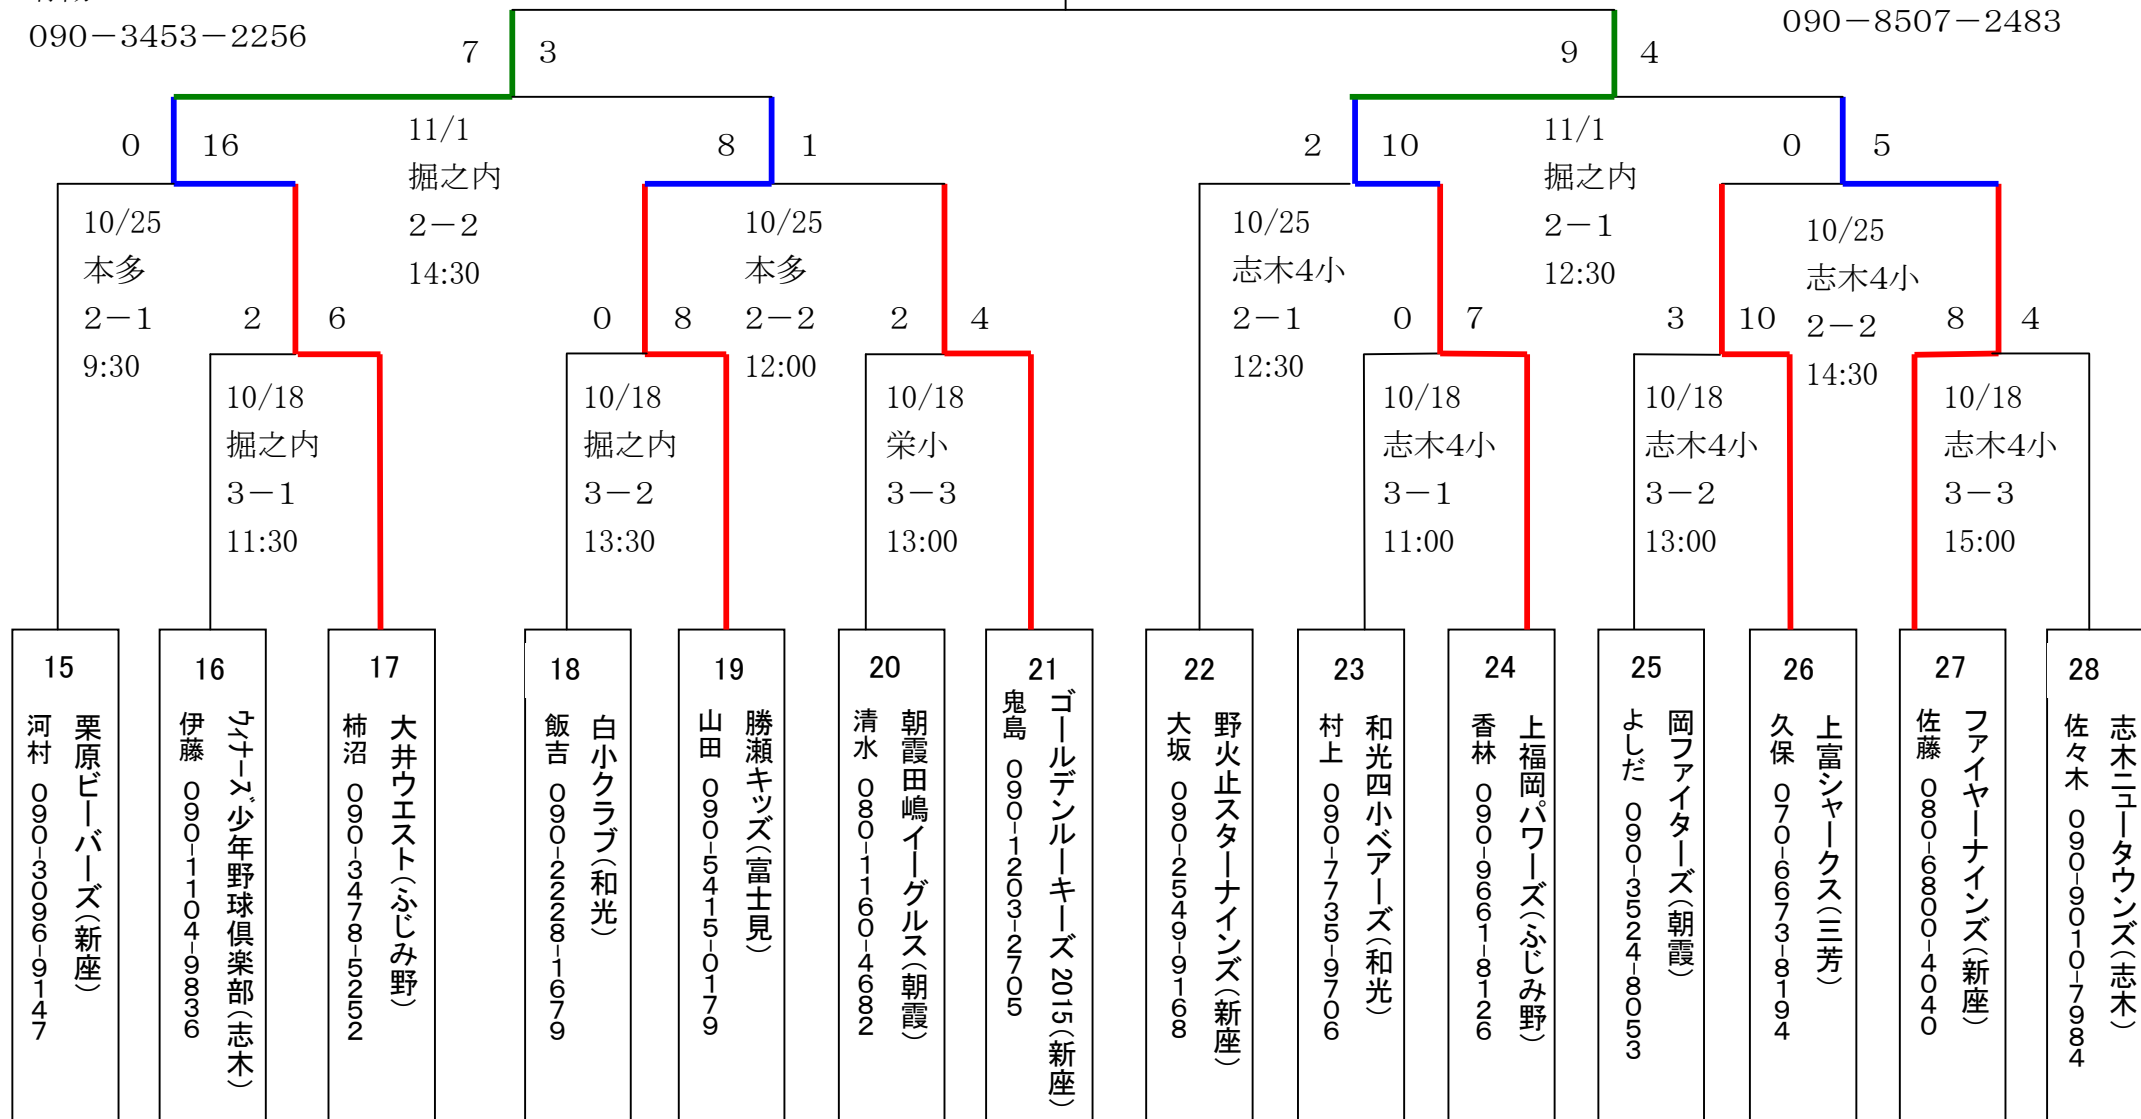 090－3453－2256
090－8507－2483
7 3
9 4
0 16
11/1
掘之内
2－2
14:30
8 1
2 10
11/1
掘之内
2－1
12:30
0 5
10/25
本多
2－1
9:30
10/25
本多
2－2
12:00
10/25
志木4小
2－1
12:30
10/25
志木4小
2－2
14:30
2 6
0 8
2 4
0 7
3 10
8 4
10/18
掘之内
3－1
11:30
10/18
掘之内
3－2
13:30
10/18
栄小
3－3
13:00
10/18
志木4小
3－1
11:00
10/18
志木4小
3－2
13:00
10/18
志木4小
3－3
15:00
15
栗原ビーバーズ（新座）
河村 090-3096-9147
16
ウィナーズ少年野球倶楽部（志木）
伊藤 090-1104-9836
17
大井ウエスト（ふじみ野）
柿沼 090-3478-5252
18
白小クラブ（和光）
飯吉 090-2228-1679
19
勝瀬キッズ（富士見）
山田 090-5415-0179
20
朝霞田嶋イーグルス（朝霞）
清水 080-1160-4682
21
ゴールデンルーキーズ 2015（新座）
鬼島 090-1203-2705
22
野火止スターナインズ（新座）
大坂 090-2549-9168
23
和光四小ベアーズ（和光）
村上 090-7735-9706
24
上福岡パワーズ（ふじみ野）
香林 090-9661-8126
25
岡ファイターズ（朝霞）
よしだ 090-3524-8053
26
上富シャークス（三芳）
久保 070-6673-8194
27
ファイヤーナインズ（新座）
佐藤 080-6800-4040
28
志木ニュータウンズ（志木）
佐々木 090-9010-7984